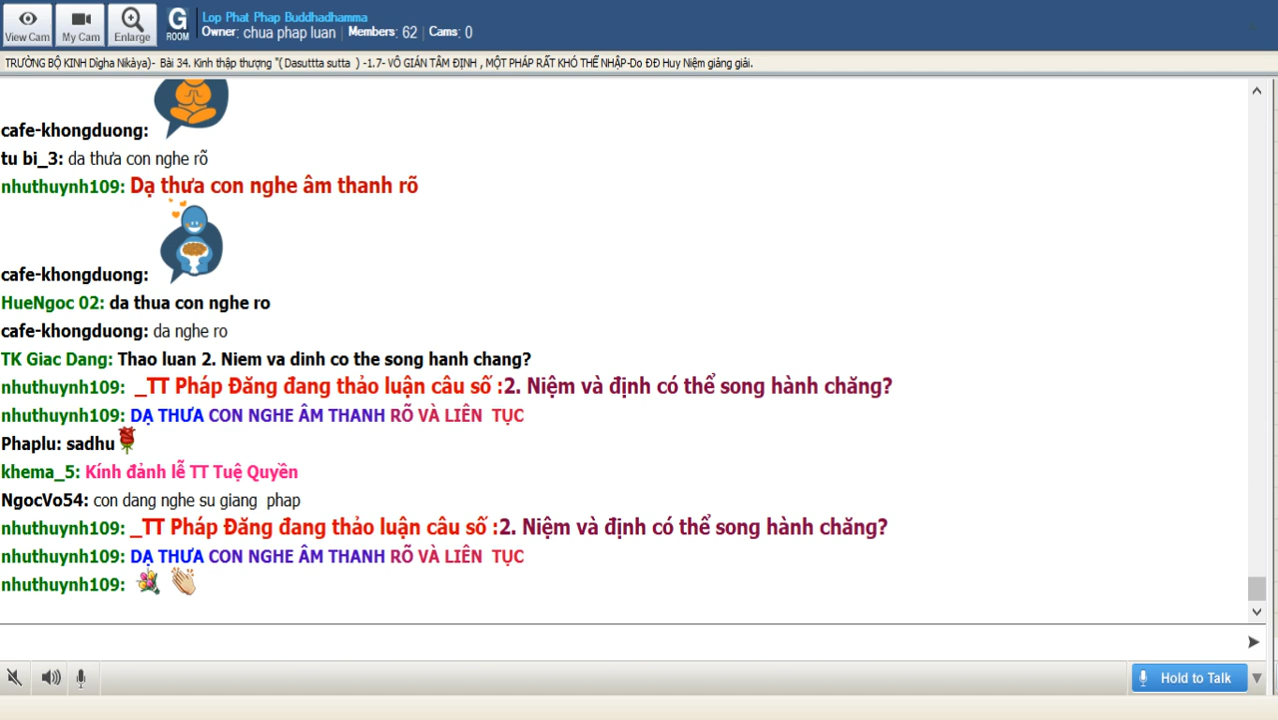 View Cam
My Cam
Enlarge
G
ROOM
Lop Phat Phap Buddhadhamma
Owner: chua phap luan | Members: 62 | Cams: 0
TRƯỜNG BỘ KINH Dīgha Nikàya)- Bài 34. Kinh thập thượng "( Dasuttta sutta ) -1.7- VÔ GIÁN TÂM ĐỊNH , MỘT PHÁP RẤT KHÓ THỂ NHẬP-Do ĐĐ Huy Niệm giảng giải.
cafe-khongduong:
tu bi_3: da thưa con nghe rõ
nhuthuynh109: Dạ thưa con nghe âm thanh rõ
cafe-khongduong:
HueNgoc 02: da thua con nghe ro
cafe-khongduong: da nghe ro
TK Giac Dang: Thao luan 2. Niem va dinh co the song hanh chang?
nhuthuynh109: _TT Pháp Đăng đang thảo luận câu số :2. Niệm và định có thể song hành chăng?
nhuthuynh109: DẠ THƯA CON NGHE ÂM THANH RÕ VÀ LIÊN TỤC
Phaplu: sadhu
khema_5: Kính đảnh lễ TT Tuệ Quyền
NgocVo54: con dang nghe su giang phap
nhuthuynh109: _TT Pháp Đăng đang thảo luận câu số :2. Niệm và định có thể song hành chăng?
nhuthuynh109: DẠ THƯA CON NGHE ÂM THANH RÕ VÀ LIÊN TỤC
nhuthuynh109:
Hold to Talk